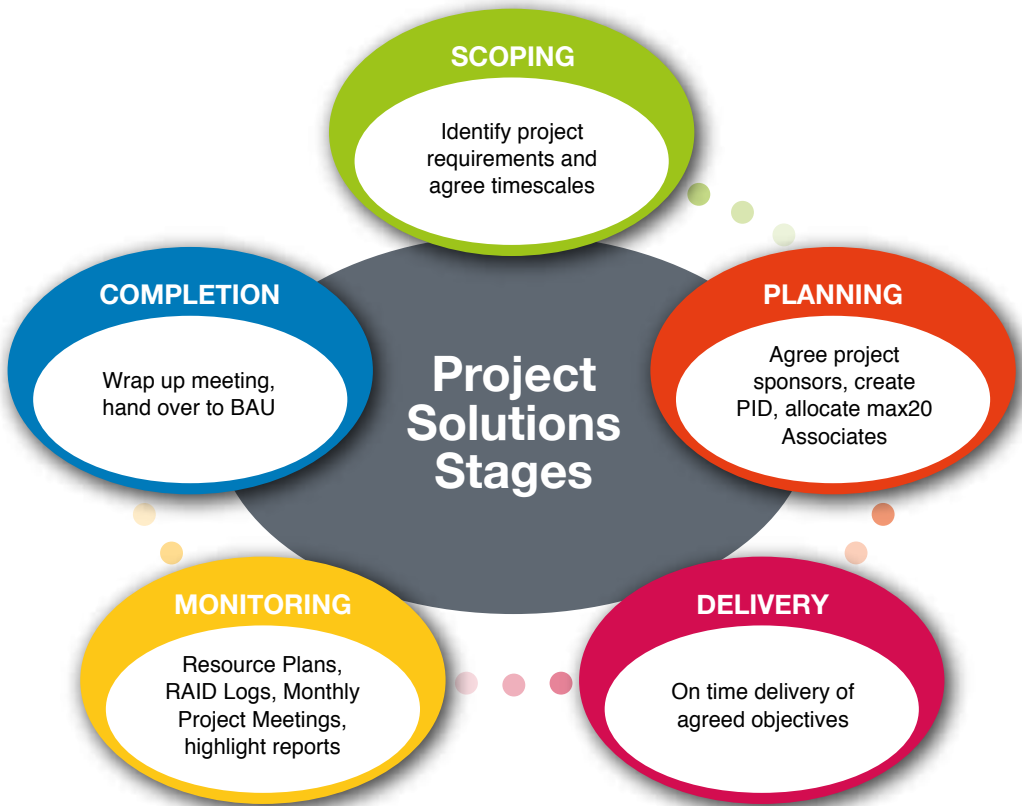 SCOPING
Identify project
requirements and
agree timescales
PLANNING
Agree project
sponsors, create
PID, allocate max20
Associates
DELIVERY
On time delivery of
agreed objectives
MONITORING
Resource Plans,
RAID Logs, Monthly
Project Meetings,
highlight reports
COMPLETION
Wrap up meeting,
hand over to BAU
Project
Solutions
Stages